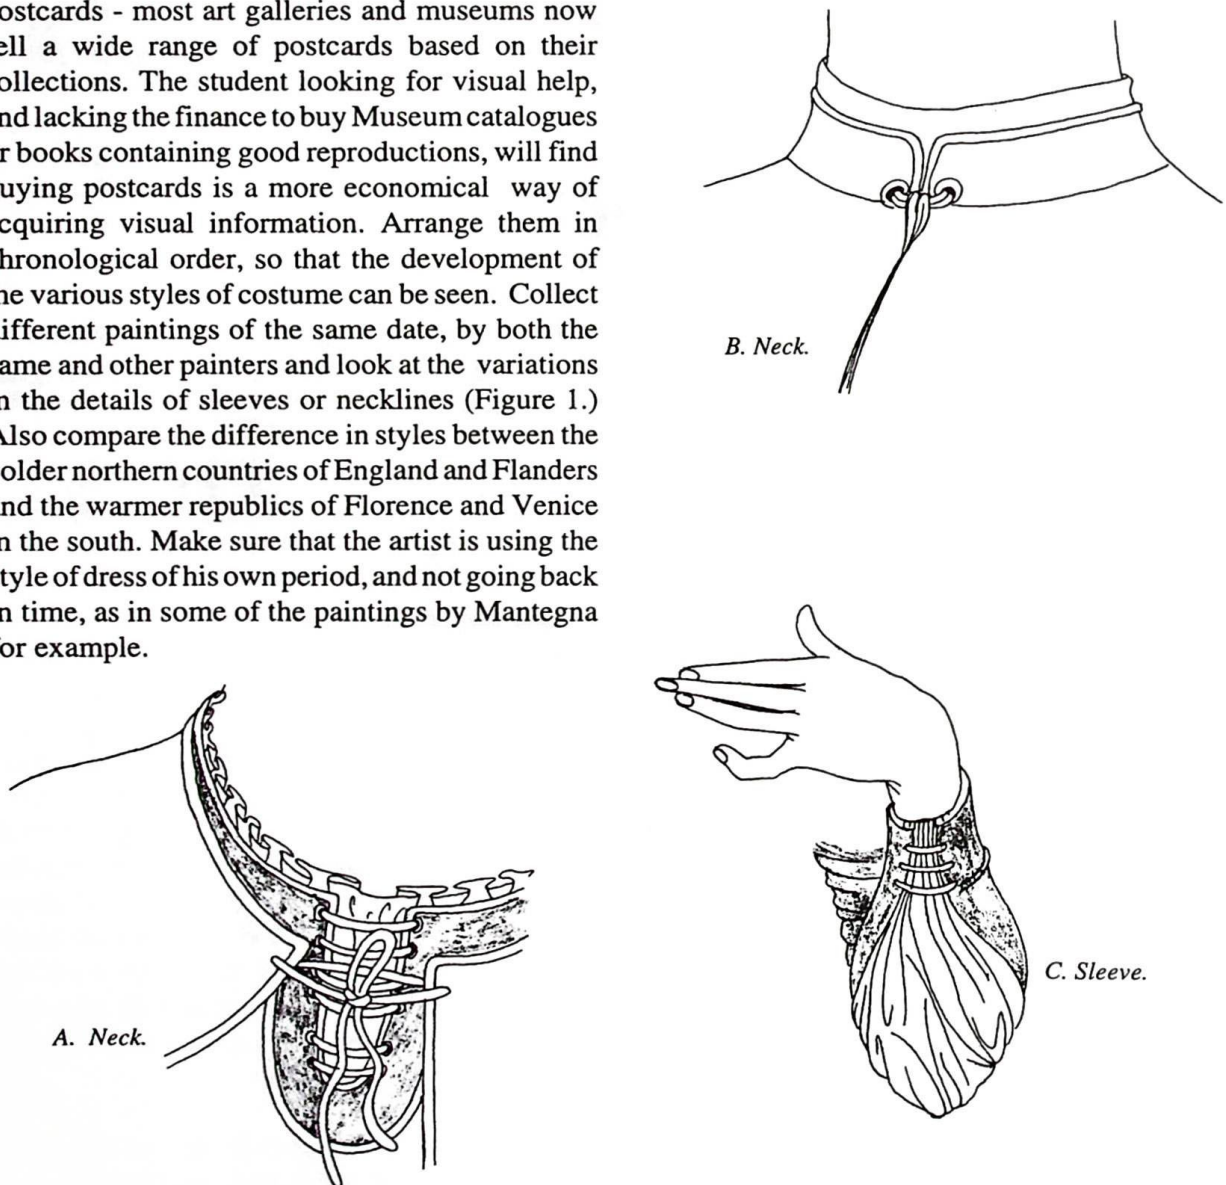 ostcards - most art galleries and museums now
ell a wide range of postcards based on their
ollections. The student looking for visual help,
nd lacking the finance to buy Museum catalogues
r books containing good reproductions, will find
uying postcards is a more economical way of
cquiring visual information. Arrange them in
hronological order, so that the development of
he various styles of costume can be seen. Collect
ifferent paintings of the same date, by both the
ame and other painters and look at the variations
n the details of sleeves or necklines (Figure 1.)
Also compare the difference in styles between the
older northern countries of England and Flanders
nd the warmer republics of Florence and Venice
n the south. Make sure that the artist is using the
tyle of dress of his own period, and not going back
n time, as in some of the paintings by Mantegna
for example.
B. Neck.
A. Neck.
C. Sleeve.